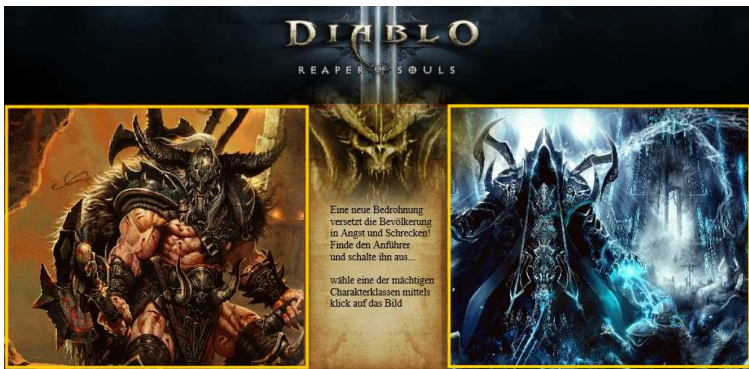 DIABLO
REAPER OF SOULS
Eine neue Bedrohnung
versetzt die Bevölkerung
in Angst und Schrecken!
Finde den Anführer
und schalte ihn aus...
wähle eine der mächtigen
Charakterklassen mittels
klick auf das Bild